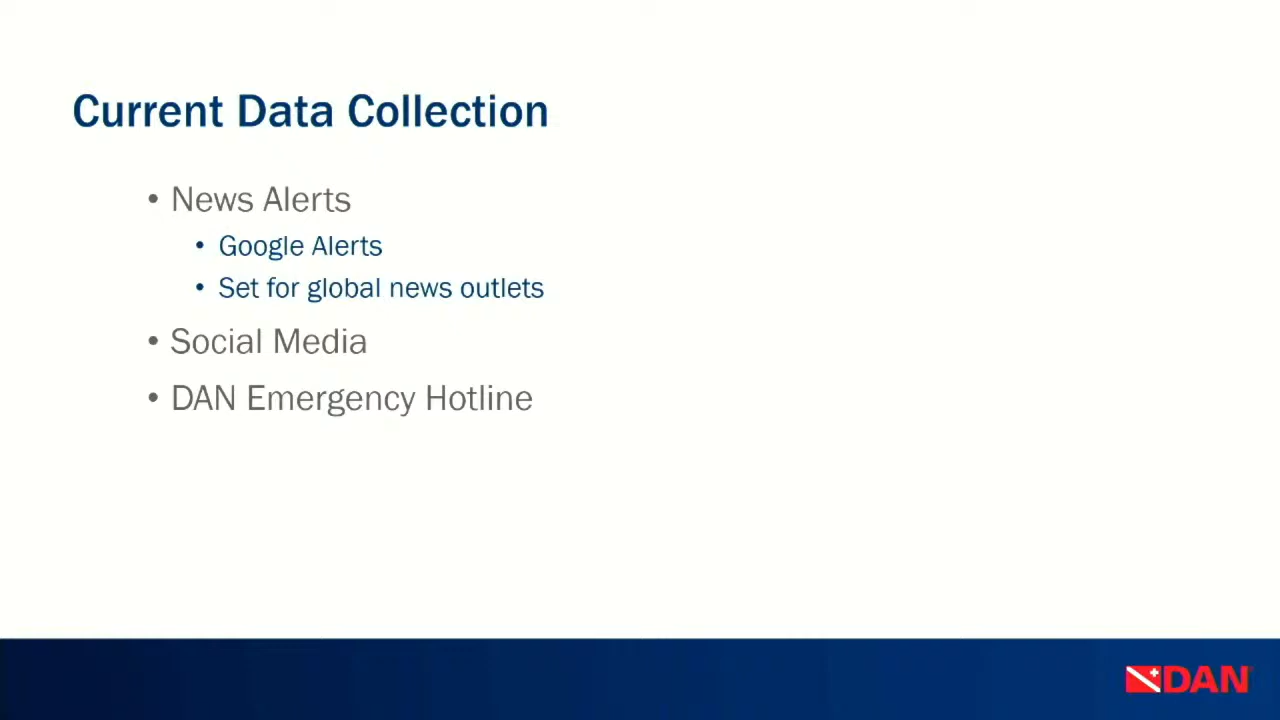 Current Data Collection
• News Alerts
• Google Alerts
• Set for global news outlets
• Social Media
• DAN Emergency Hotline
DAN